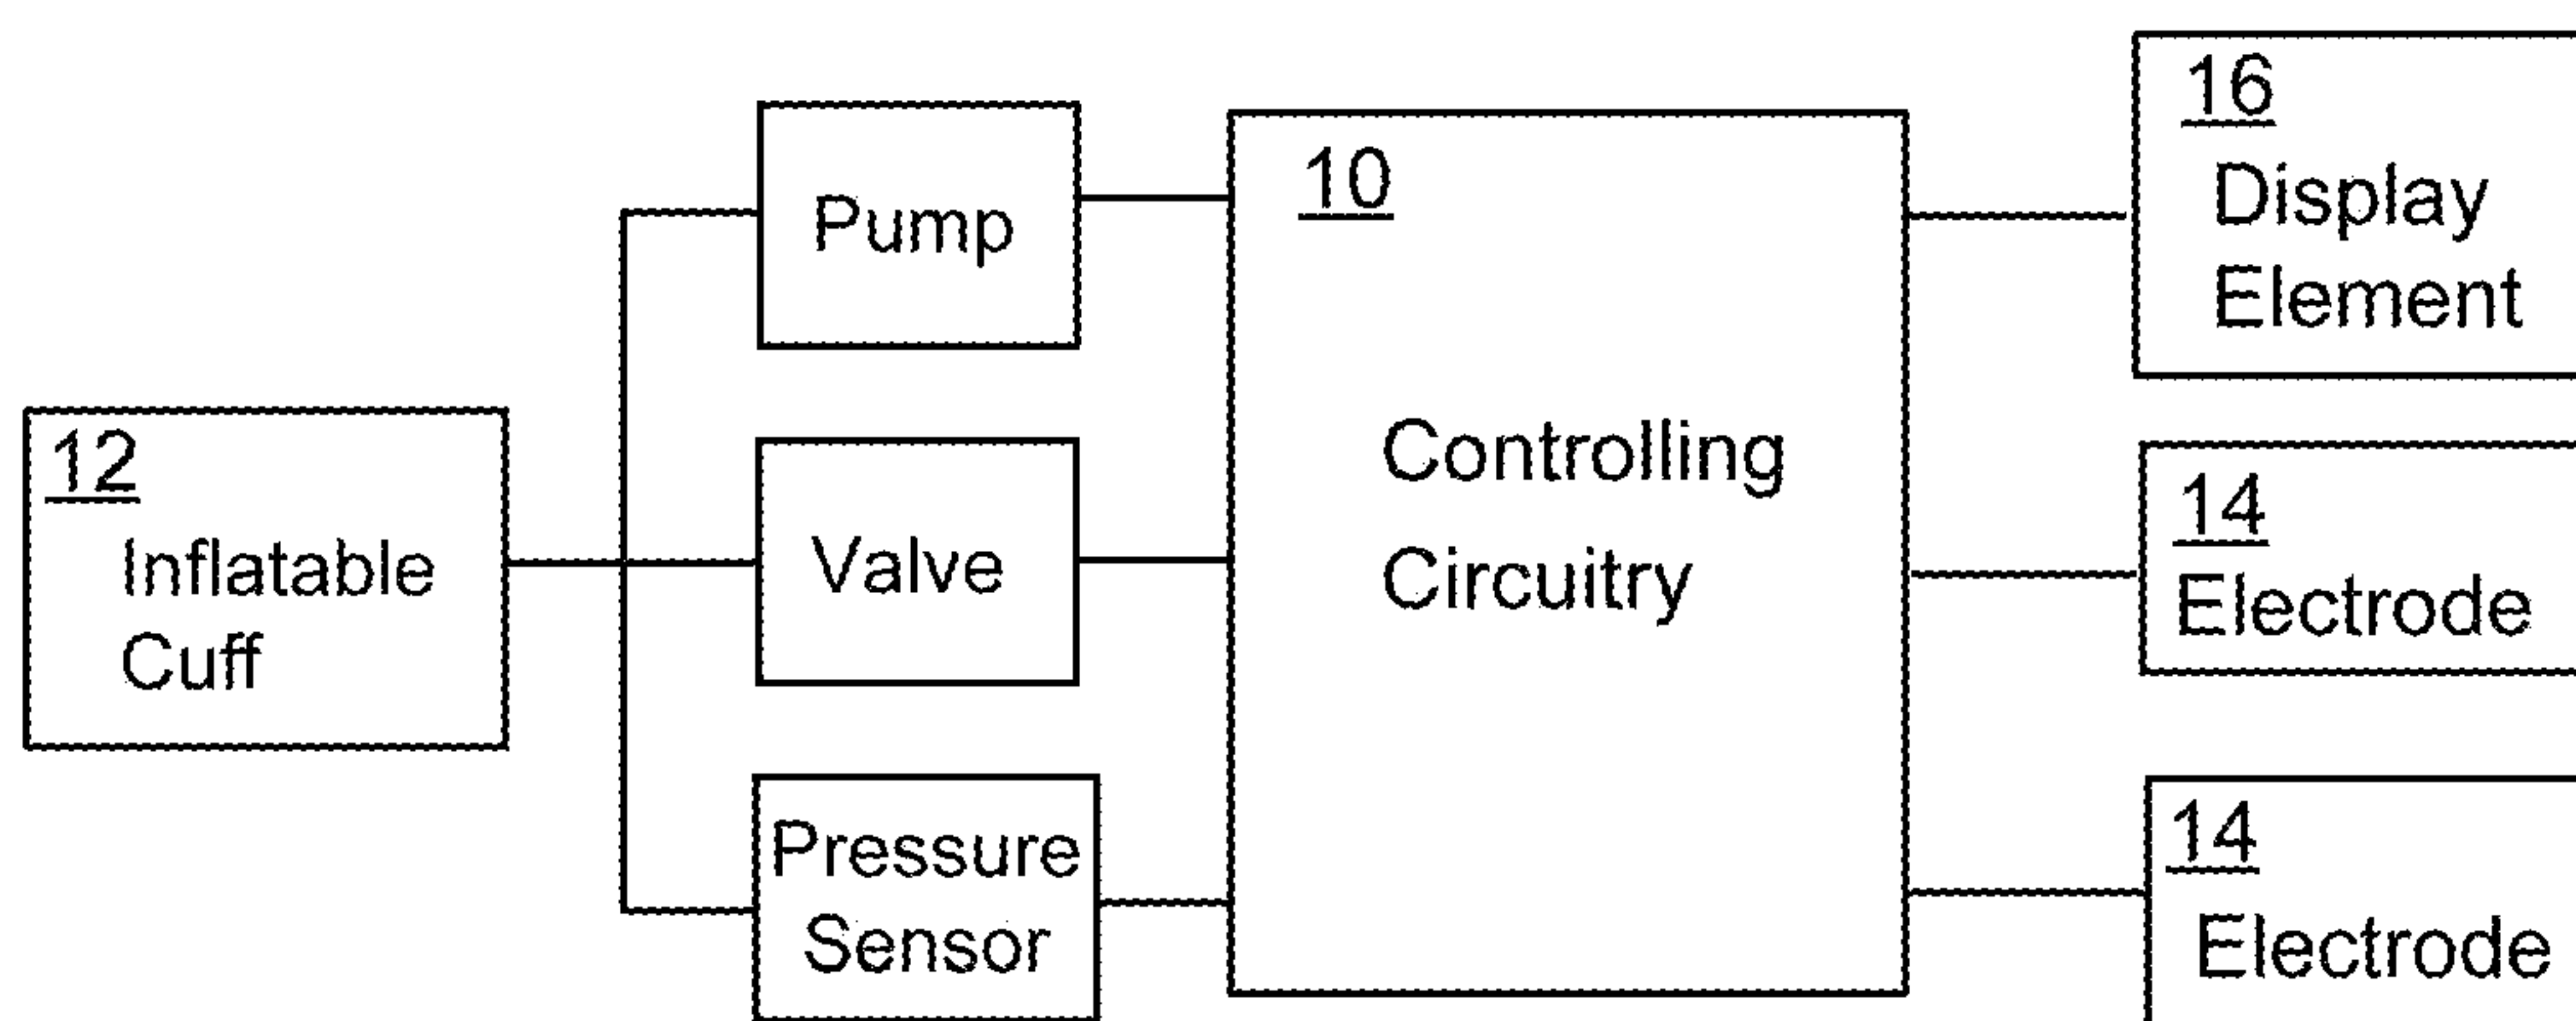 12
Inflatable
Cuff
Pump
Valve
Pressure
Sensor
10
Controlling
Circuitry
16
Display
Element
14
Electrode
14
Electrode